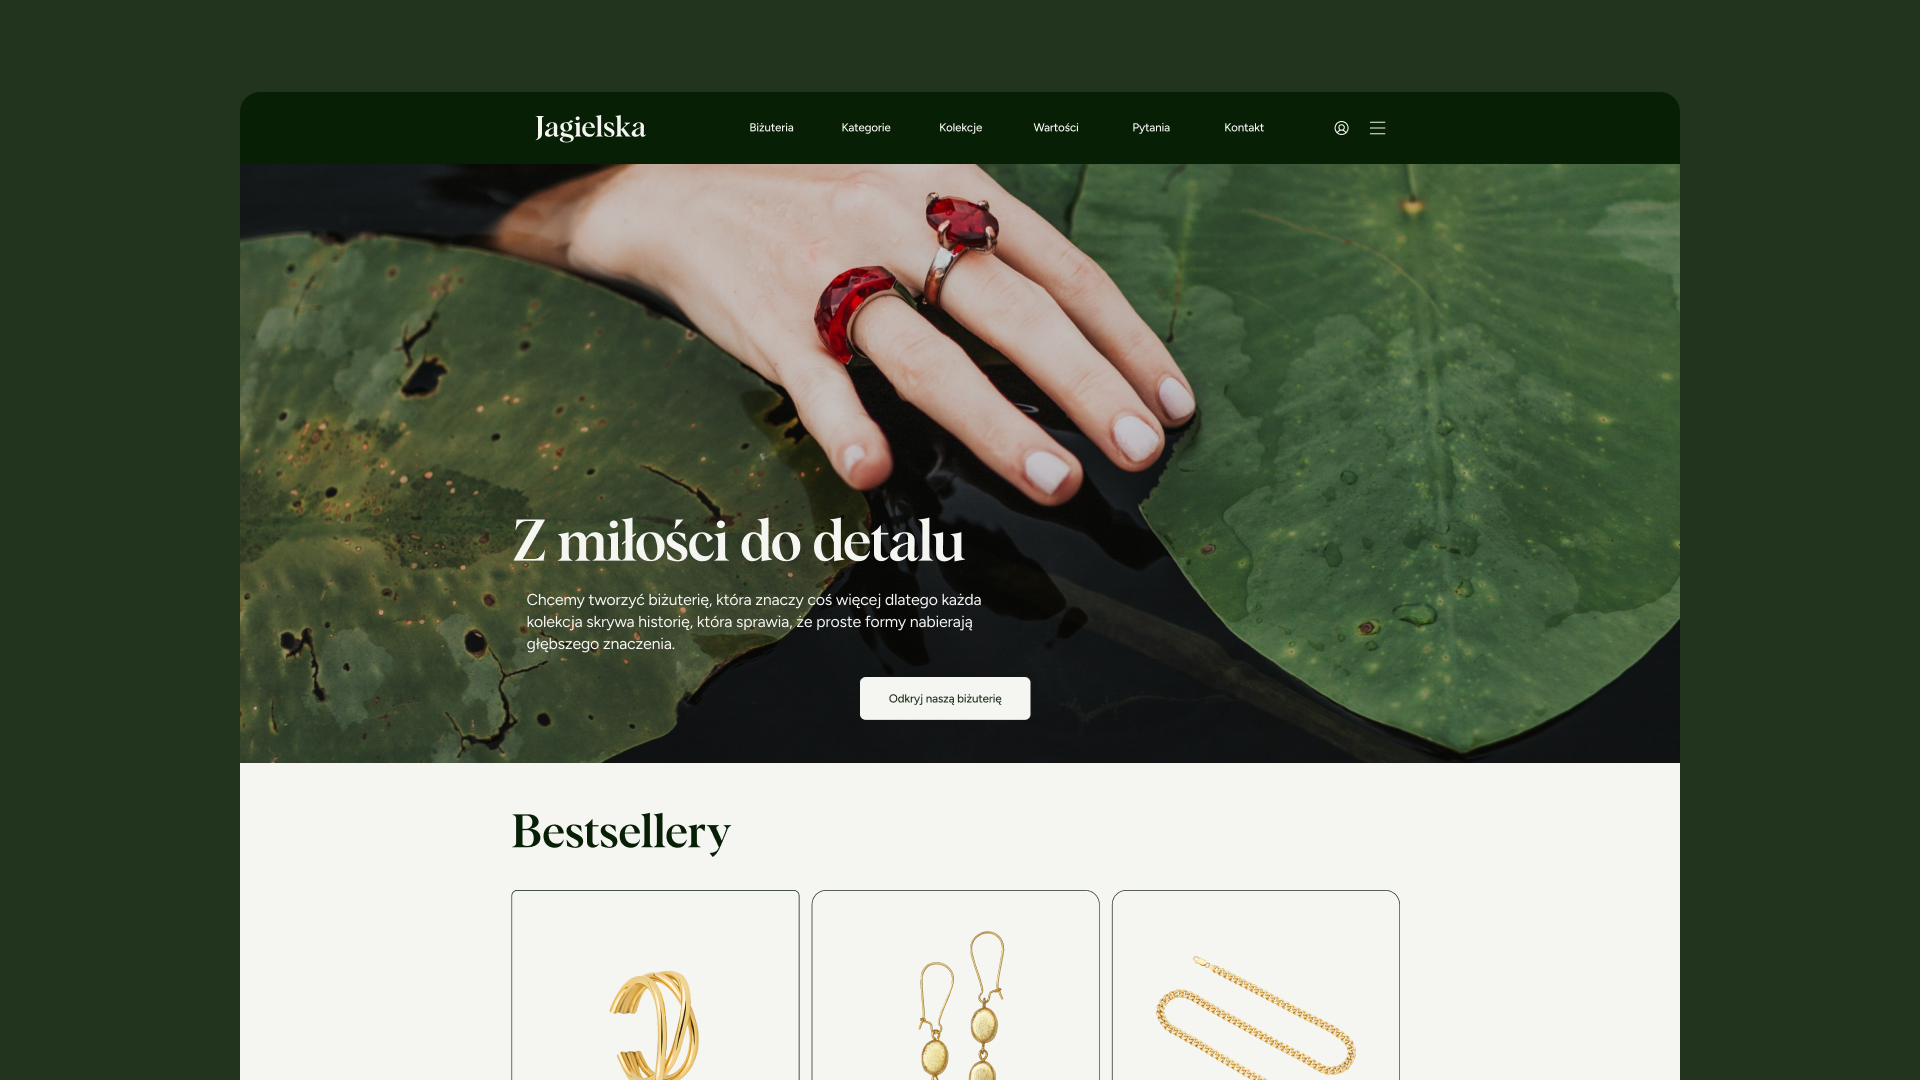 Jagielska
Biżuteria
Kategorie
Kolekcje
Wartości
Pytania
Kontakt
Z miłości do detalu
Chcemy tworzyć biżuterię, która znaczy coś więcej dlatego każda
kolekcja skrywa historię, która sprawia, że proste formy nabierają
głębszego znaczenia.
Odkryj naszą biżuterię
Bestsellery